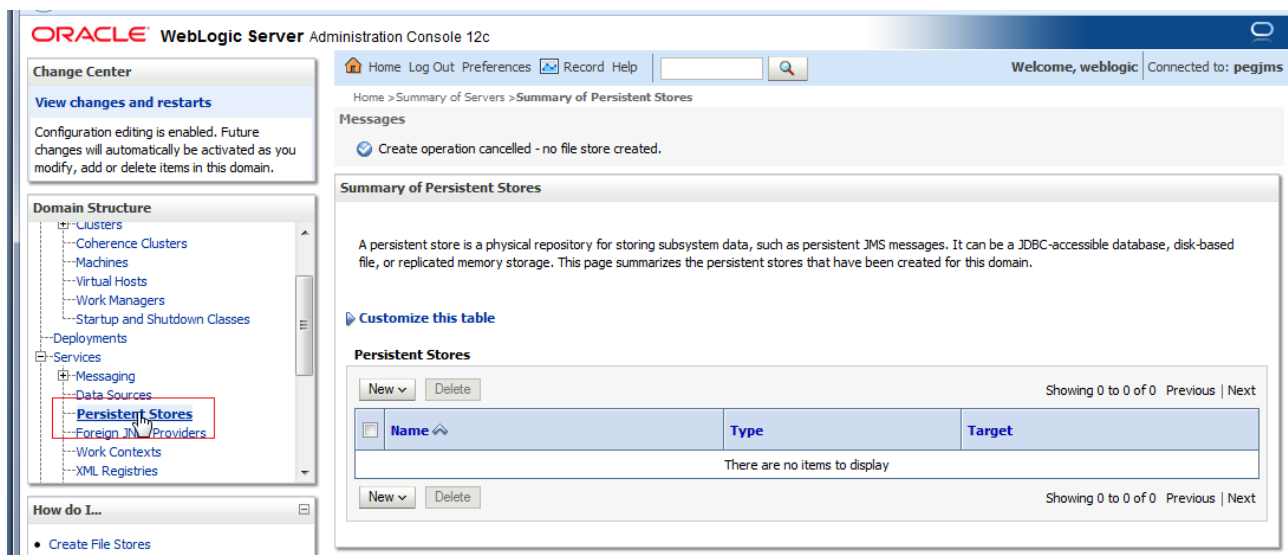 ORACLE WebLogic Server Administration Console 12c
Change Center
View changes and restarts
Configuration editing is enabled. Future
changes will automatically be activated as you
modify, add or delete items in this domain.
Domain Structure
Clusters
Coherence Clusters
Machines
Virtual Hosts
Work Managers
Startup and Shutdown Classes
Deployments
Services
Messaging
Data Sources
Persistent Stores
Foreign JMS Providers
Work Contexts
XML Registries
How do I...
Create File Stores
Home Log Out Preferences Record Help
Welcome, weblogic Connected to: pegjms
Home >Summary of Servers >Summary of Persistent Stores
Messages
Create operation cancelled - no file store created.
Summary of Persistent Stores
A persistent store is a physical repository for storing subsystem data, such as persistent JMS messages. It can be a JDBC-accessible database, disk-based
file, or replicated memory storage. This page summarizes the persistent stores that have been created for this domain.
Customize this table
Persistent Stores
New Delete Showing 0 to 0 of 0 Previous | Next
Name Type Target
There are no items to display
New Delete Showing 0 to 0 of 0 Previous | Next